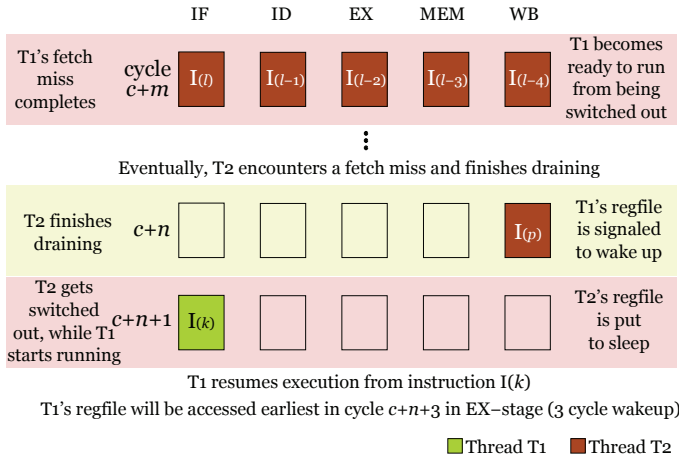 IF ID EX MEM WB
T1's fetch miss completes
cycle c+m
I(l) I(l−1) I(l−2) I(l−3) I(l−4)
T1 becomes ready to run from being switched out
Eventually, T2 encounters a fetch miss and finishes draining
T2 finishes draining
c+n
I(p)
T1's regfile is signaled to wake up
T2 gets switched out, while T1 starts running
c+n+1
I(k)
T2's regfile is put to sleep
T1 resumes execution from instruction I(k)
T1's regfile will be accessed earliest in cycle c+n+3 in EX−stage (3 cycle wakeup)
Thread T1 Thread T2